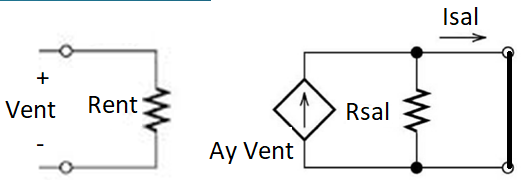 Isal
+
Vent
Rent
-
Rsal
Ay Vent